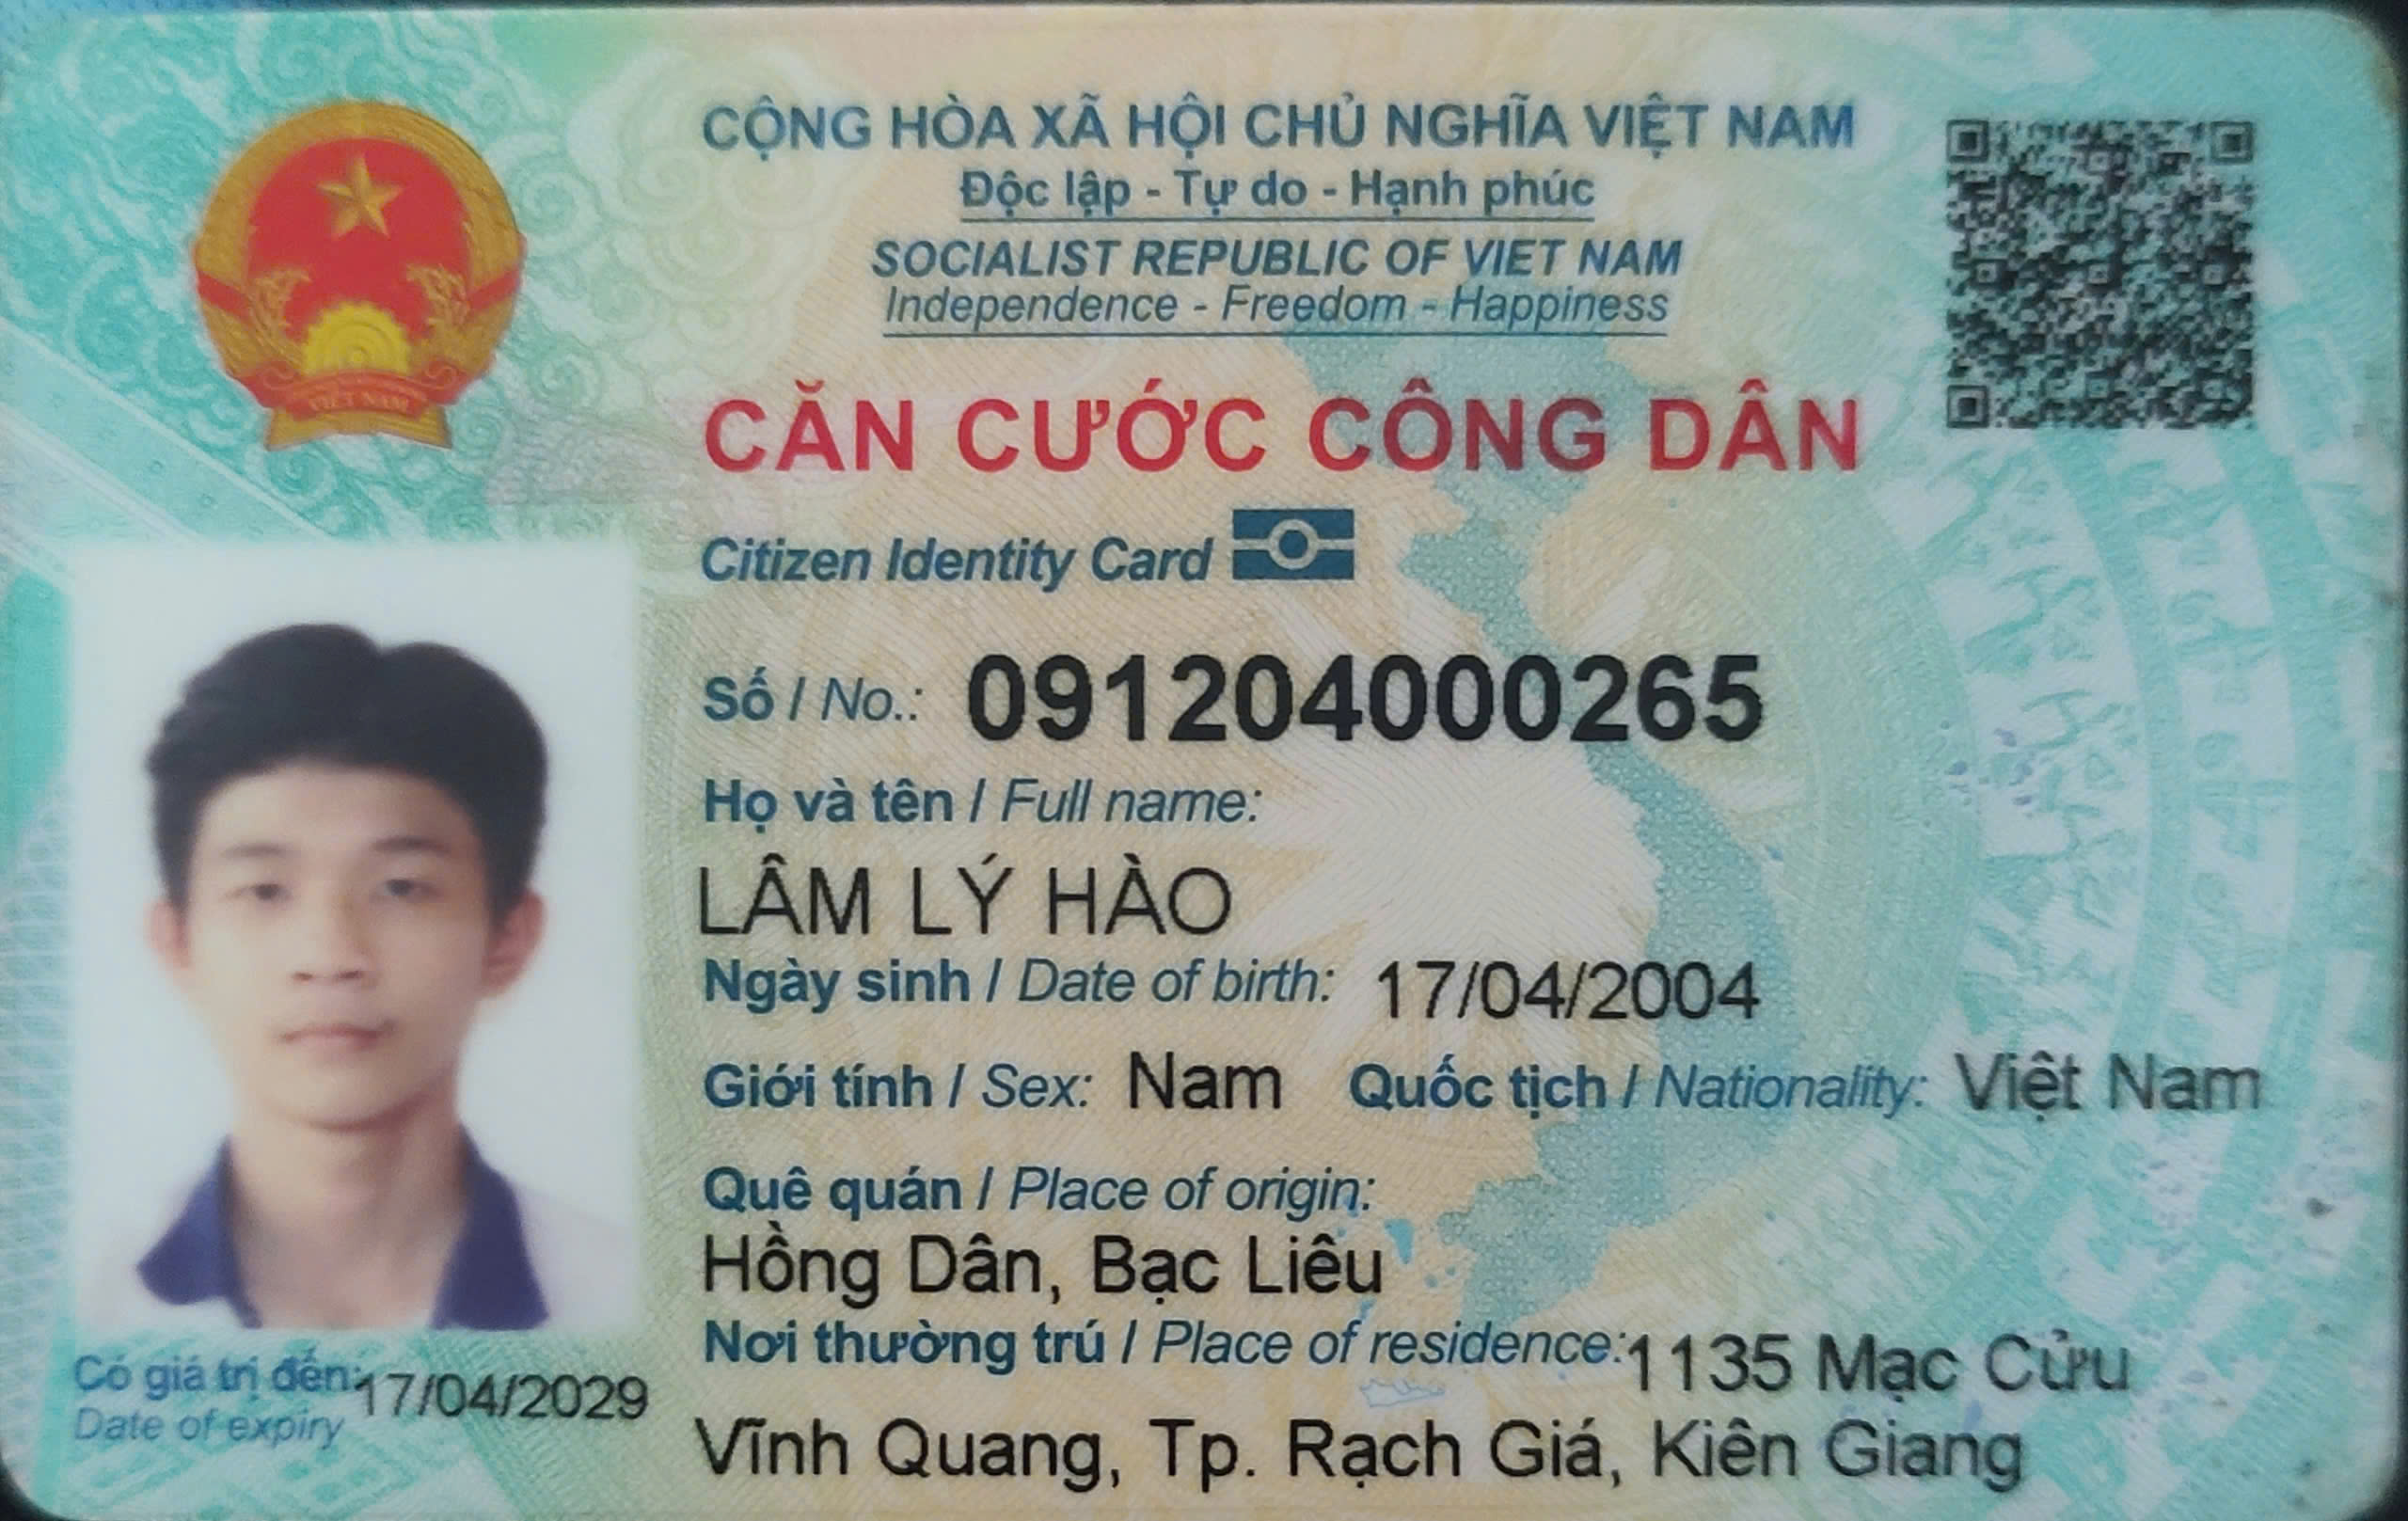 CỘNG HÒA XÃ HỘI CHỦ NGHĨA VIỆT NAM
Độc lập - Tự do - Hạnh phúc
SOCIALIST REPUBLIC OF VIET NAM
Independence - Freedom - Happiness
CĂN CƯỚC CÔNG DÂN
Citizen Identity Card
VIỆT NAM
Số / No.: 091204000265
Họ và tên / Full name:
LÂM LÝ HÀO
Ngày sinh / Date of birth: 17/04/2004
Giới tính / Sex: Nam Quốc tịch / Nationality: Việt Nam
Quê quán / Place of origin:
Hồng Dân, Bạc Liêu
Nơi thường trú / Place of residence: 1135 Mạc Cửu
Vĩnh Quang, Tp. Rạch Giá, Kiên Giang
Có giá trị đến: 17/04/2029
Date of expiry